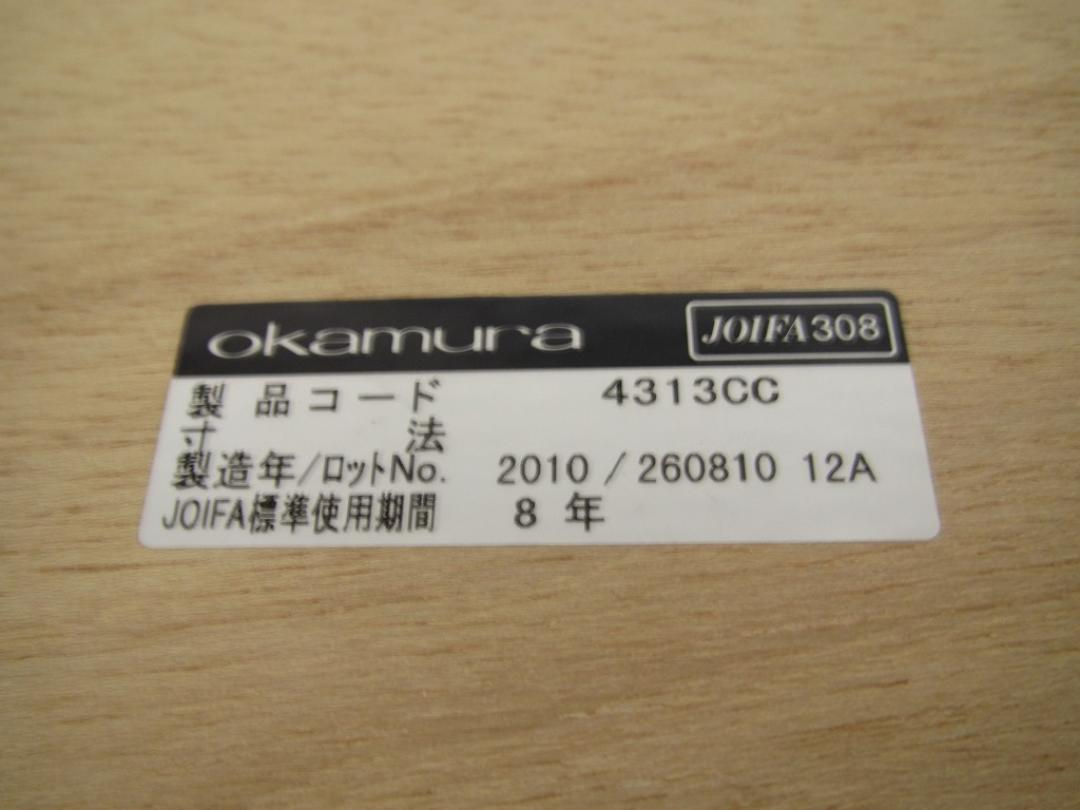 okamura JOIFA308
製品コード 4313CC
寸法
製造年/ロットNo. 2010 / 260810 12A
JOIFA標準使用期間 8 年